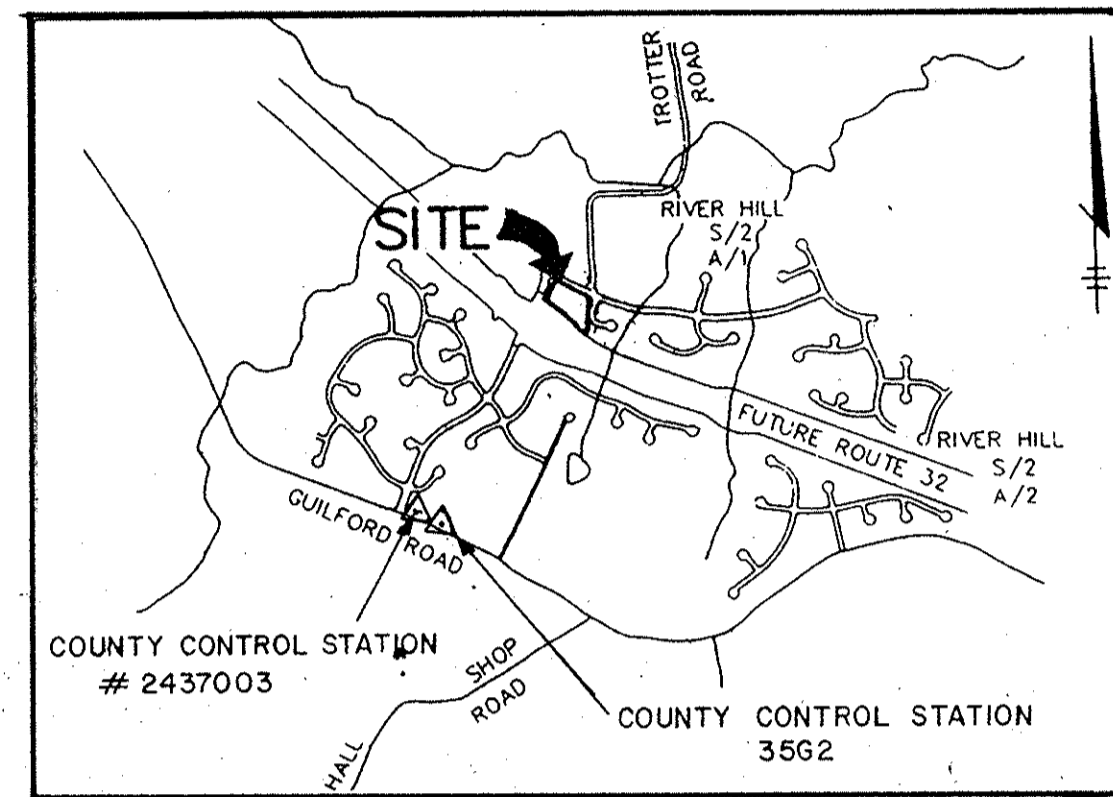 TROTTER
ROAD
RIVER HILL
S/2
A/1
SITE
FUTURE ROUTE 32
RIVER HILL
S/2
A/2
GUILFORD ROAD
COUNTY CONTROL STATION
# 2437003
HALL SHOP
ROAD
COUNTY CONTROL STATION
35G2